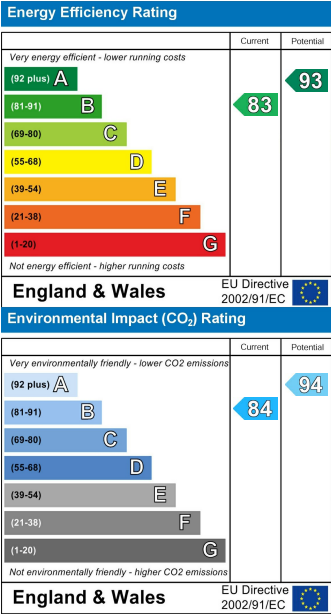 Energy Efficiency Rating
Current Potential
Very energy efficient - lower running costs
(92 plus) A 93
(81-91) B 83
(69-80) C
(55-68) D
(39-54) E
(21-38) F
(1-20) G
Not energy efficient - higher running costs
England & Wales EU Directive
2002/91/EC
Environmental Impact (CO₂) Rating
Current Potential
Very environmentally friendly - lower CO2 emissions
(92 plus) A 94
(81-91) B 84
(69-80) C
(55-68) D
(39-54) E
(21-38) F
(1-20) G
Not environmentally friendly - higher CO2 emissions
England & Wales EU Directive
2002/91/EC